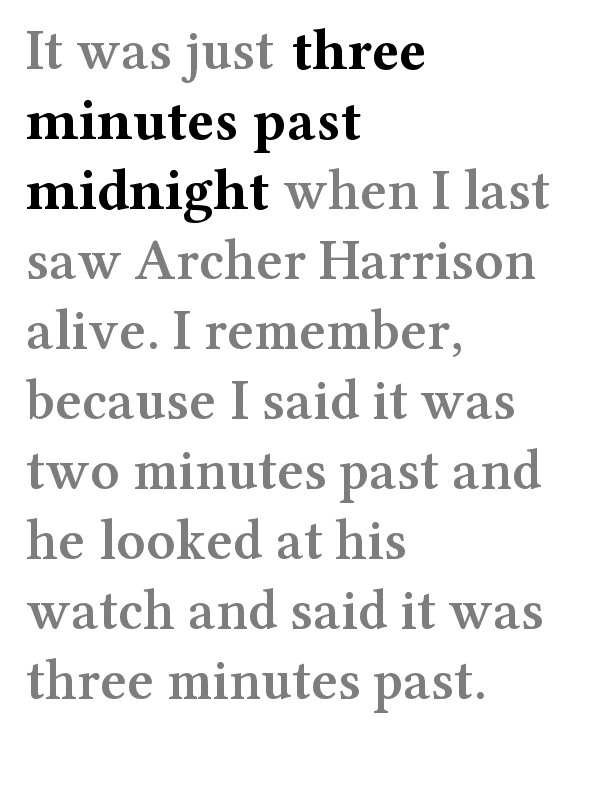 It was just three
minutes past
midnight when I last
saw Archer Harrison
alive. I remember,
because I said it was
two minutes past and
he looked at his
watch and said it was
three minutes past.